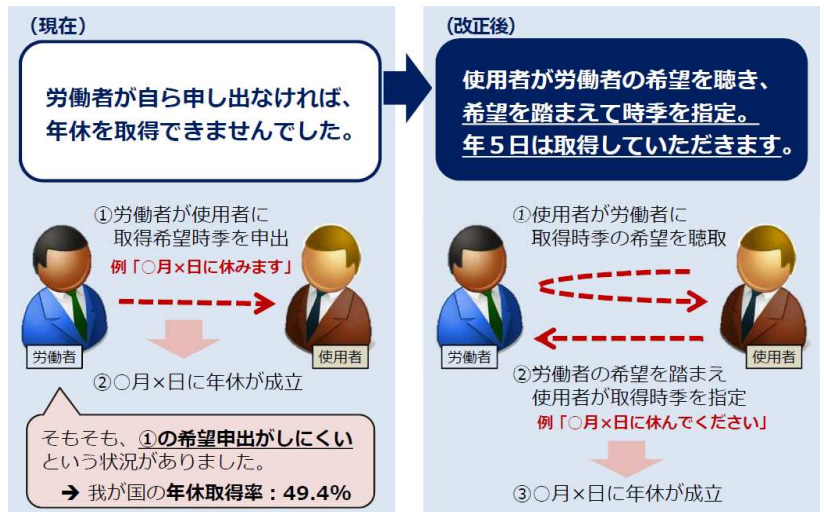 （現在）
労働者が自ら申し出なければ、
年休を取得できませんでした。
①労働者が使用者に
取得希望時季を申出
例「○月×日に休みます」
労働者
使用者
②○月×日に年休が成立
そもそも、①の希望申出がしにくい
という状況がありました。
➔ 我が国の年休取得率：49.4%
（改正後）
使用者が労働者の希望を聴き、
希望を踏まえて時季を指定。
年５日は取得していただきます。
①使用者が労働者に
取得時季の希望を聴取
労働者
使用者
②労働者の希望を踏まえ
使用者が取得時季を指定
例「○月×日に休んでください」
③○月×日に年休が成立